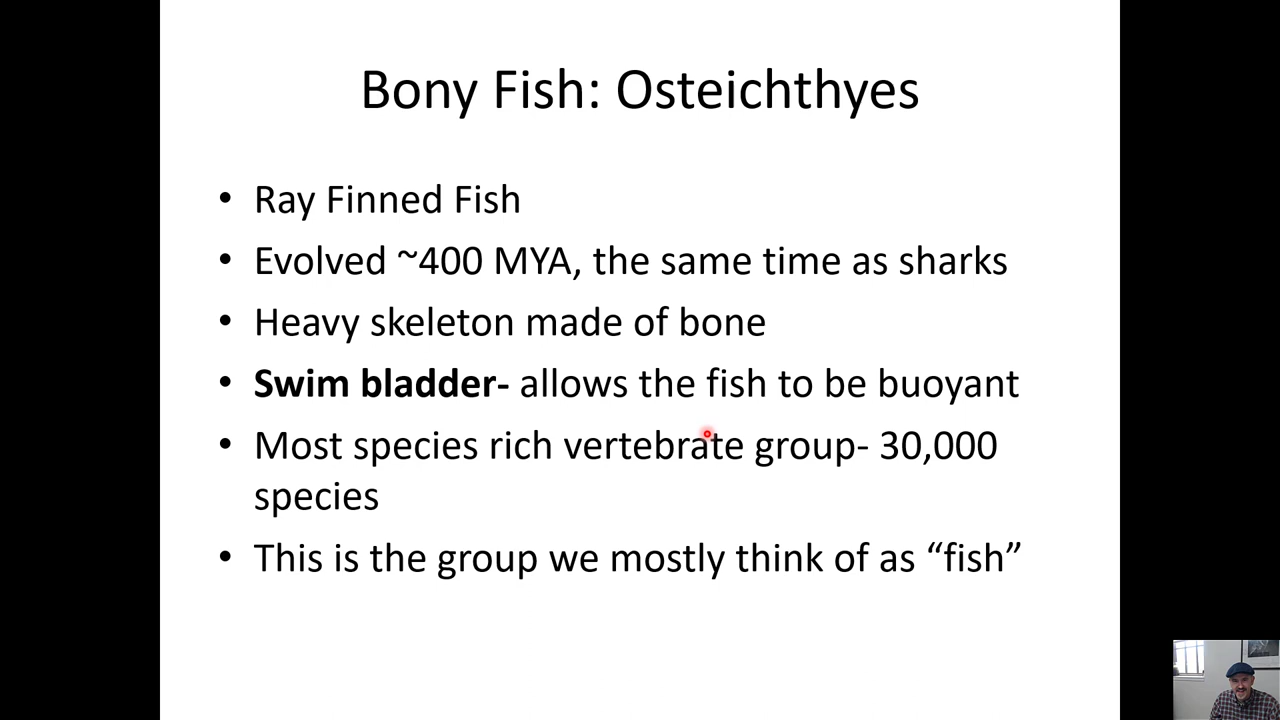 Bony Fish: Osteichthyes
• Ray Finned Fish
• Evolved ~400 MYA, the same time as sharks
• Heavy skeleton made of bone
• Swim bladder- allows the fish to be buoyant
• Most species rich vertebrate group- 30,000
species
• This is the group we mostly think of as “fish”